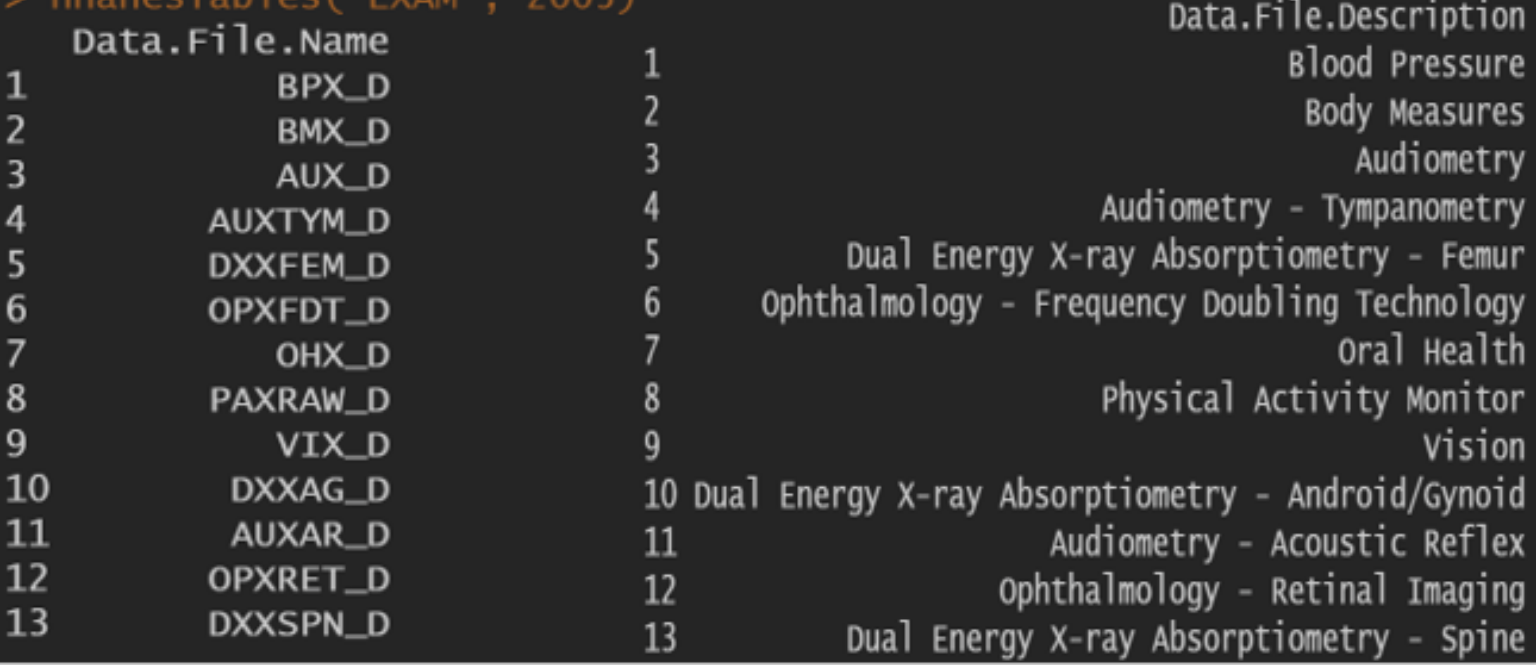 > nhanesTables('EXAM', 2005)
Data.File.Name
1 BPX_D
2 BMX_D
3 AUX_D
4 AUXTYM_D
5 DXXFEM_D
6 OPXFDT_D
7 OHX_D
8 PAXRAW_D
9 VIX_D
10 DXXAG_D
11 AUXAR_D
12 OPXRET_D
13 DXXSPN_D
Data.File.Description
1 Blood Pressure
2 Body Measures
3 Audiometry
4 Audiometry - Tympanometry
5 Dual Energy X-ray Absorptiometry - Femur
6 Ophthalmology - Frequency Doubling Technology
7 Oral Health
8 Physical Activity Monitor
9 Vision
10 Dual Energy X-ray Absorptiometry - Android/Gynoid
11 Audiometry - Acoustic Reflex
12 Ophthalmology - Retinal Imaging
13 Dual Energy X-ray Absorptiometry - Spine